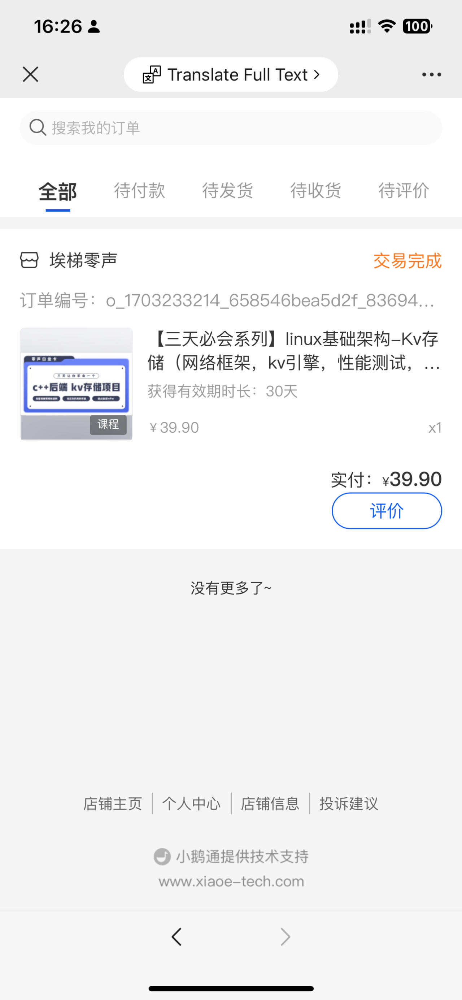 16:26
100
Translate Full Text
搜索我的订单
全部 待付款 待发货 待收货 待评价
埃梯零声 交易完成
订单编号：o_1703233214_658546bea5d2f_83694...
【三天必会系列】linux基础架构-Kv存
储（网络框架，kv引擎，性能测试，...
获得有效期时长：30天
¥39.90 x1
零声白金卡
三天让你学会一个
c++后端 kv存储项目
课程
实付：¥39.90
评价
没有更多了~
店铺主页 个人中心 店铺信息 投诉建议
小鹅通提供技术支持
www.xiaoe-tech.com